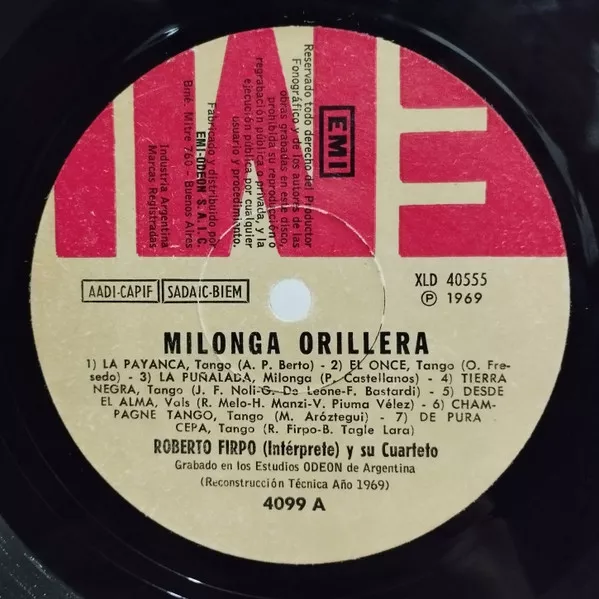 Reservado todo derecho del Productor
Fonográfico y de los autores de las
obras grabadas en este disco,
prohibida su reproducción o
regrabación pública o privada, y la
ejecución pública por cualquier
usuario y procedimiento.
Fabricado y distribuido por
EMI-ODEON S.A.I.C.
Bmé. Mitre 760 - Buenos Aires
Industria Argentina
Marcas Registradas
EMI
EMI
AADI-CAPIF SADAIC-BIEM
XLD 40555
Ⓟ 1969
MILONGA ORILLERA
1) LA PAYANCA, Tango (A. P. Berto) - 2) EL ONCE, Tango (O. Fre-
sedo) - 3) LA PUÑALADA, Milonga (P. Castellanos) - 4) TIERRA
NEGRA, Tango (J. F. Noli-G. De Leone-F. Bastardi) - 5) DESDE
EL ALMA, Vals (R. Melo-H. Manzi-V. Piuma Vélez) - 6) CHAM-
PAGNE TANGO, Tango (M. Aróztegui) - 7) DE PURA
CEPA, Tango (R. Firpo-B. Tagle Lara)
ROBERTO FIRPO (Intérprete) y su Cuarteto
Grabado en los Estudios ODEON de Argentina
(Reconstrucción Técnica Año 1969)
4099 A